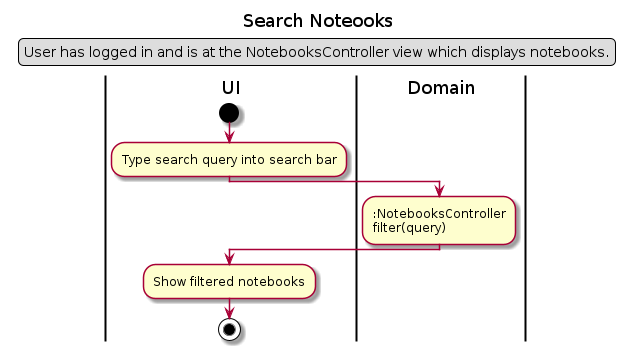 Search Noteooks
User has logged in and is at the NotebooksController view which displays notebooks.
UI
Domain
Type search query into search bar
:NotebooksController
filter(query)
Show filtered notebooks